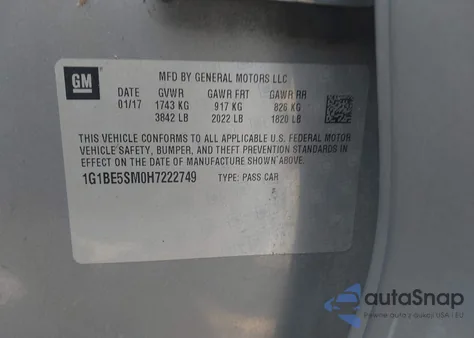 GM
MFD BY GENERAL MOTORS LLC
DATE GVWR GAWR FRT GAWR RR
01/17 1743 KG 917 KG 826 KG
3842 LB 2022 LB 1820 LB
THIS VEHICLE CONFORMS TO ALL APPLICABLE U.S. FEDERAL MOTOR
VEHICLE SAFETY, BUMPER, AND THEFT PREVENTION STANDARDS
IN EFFECT ON THE DATE OF MANUFACTURE SHOWN ABOVE.
1G1BE5SM0H7222749 TYPE: PASS CAR
autoSnap